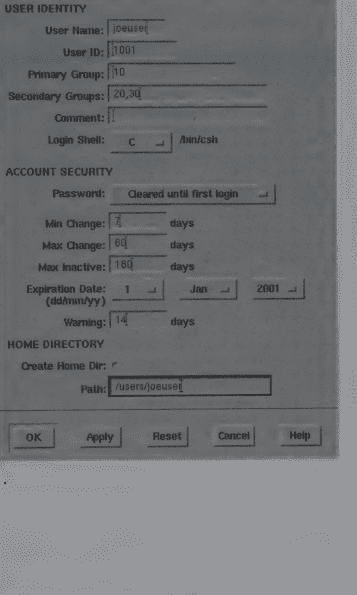 USER IDENTITY
User Name: joeuser
User ID: 1001
Primary Group: 10
Secondary Groups: 20,30
Comment:
Login Shell: C /bin/csh
ACCOUNT SECURITY
Password: Cleared until first login
Min Change: 7 days
Max Change: 60 days
Max Inactive: 180 days
Expiration Date: 1 Jan 2001
(dd/mm/yy)
Warning: 14 days
HOME DIRECTORY
Create Home Dir:
Path: /users/joeuser
OK Apply Reset Cancel Help